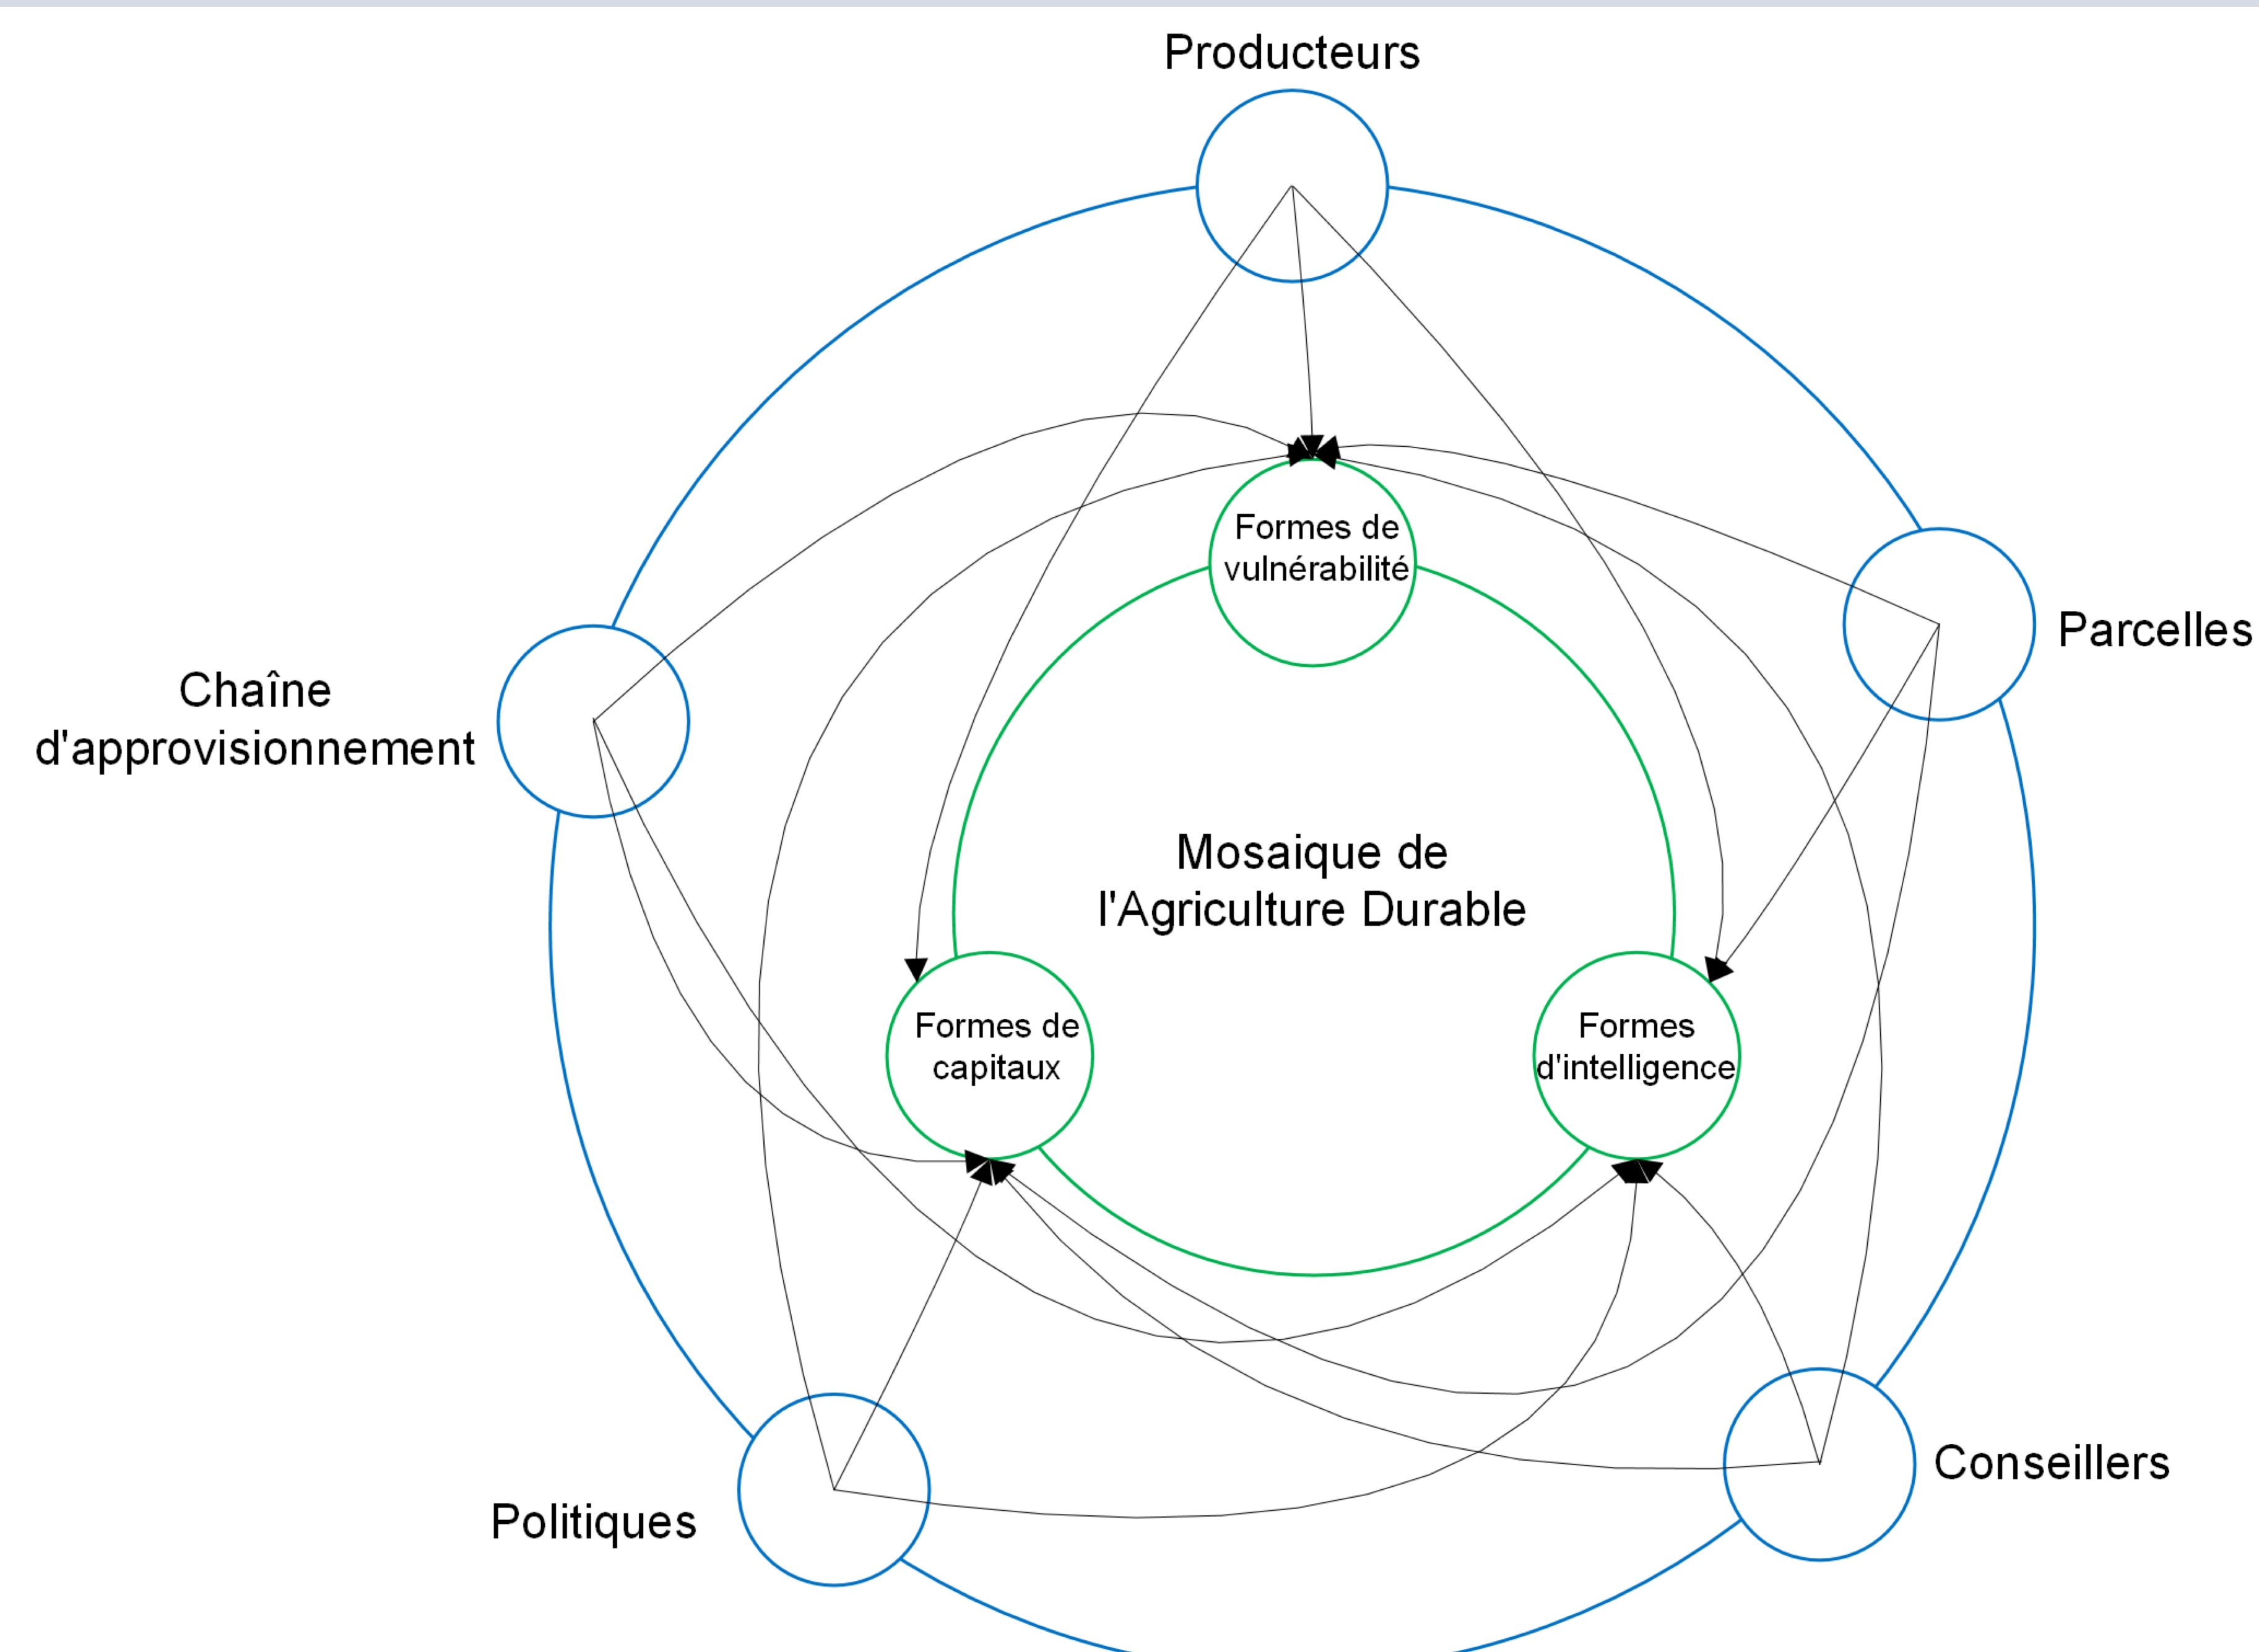 Producteurs
Formes de
vulnérabilité
Parcelles
Chaîne
d'approvisionnement
Mosaique de
l'Agriculture Durable
Formes de
capitaux
Formes
d'intelligence
Conseillers
Politiques